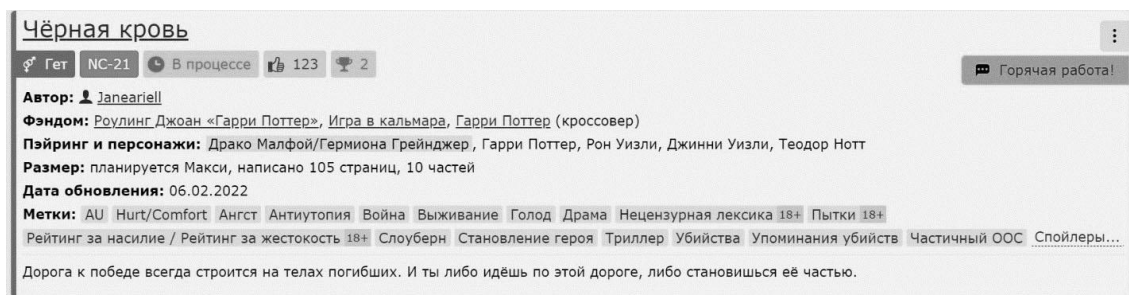 Чёрная кровь
Гет NC-21 В процессе 123 2
Горячая работа!
Автор: Janeariell
Фэндом: Роулинг Джоан «Гарри Поттер», Игра в кальмара, Гарри Поттер (кроссовер)
Пэйринг и персонажи: Драко Малфой/Гермиона Грейнджер, Гарри Поттер, Рон Уизли, Джинни Уизли, Теодор Нотт
Размер: планируется Макси, написано 105 страниц, 10 частей
Дата обновления: 06.02.2022
Метки: AU Hurt/Comfort Ангст Антиутопия Война Выживание Голод Драма Нецензурная лексика 18+ Пытки 18+
Рейтинг за насилие / Рейтинг за жестокость 18+ Слоуберн Становление героя Триллер Убийства Упоминания убийств Частичный ООС Спойлеры...
Дорога к победе всегда строится на телах погибших. И ты либо идёшь по этой дороге, либо становишься её частью.